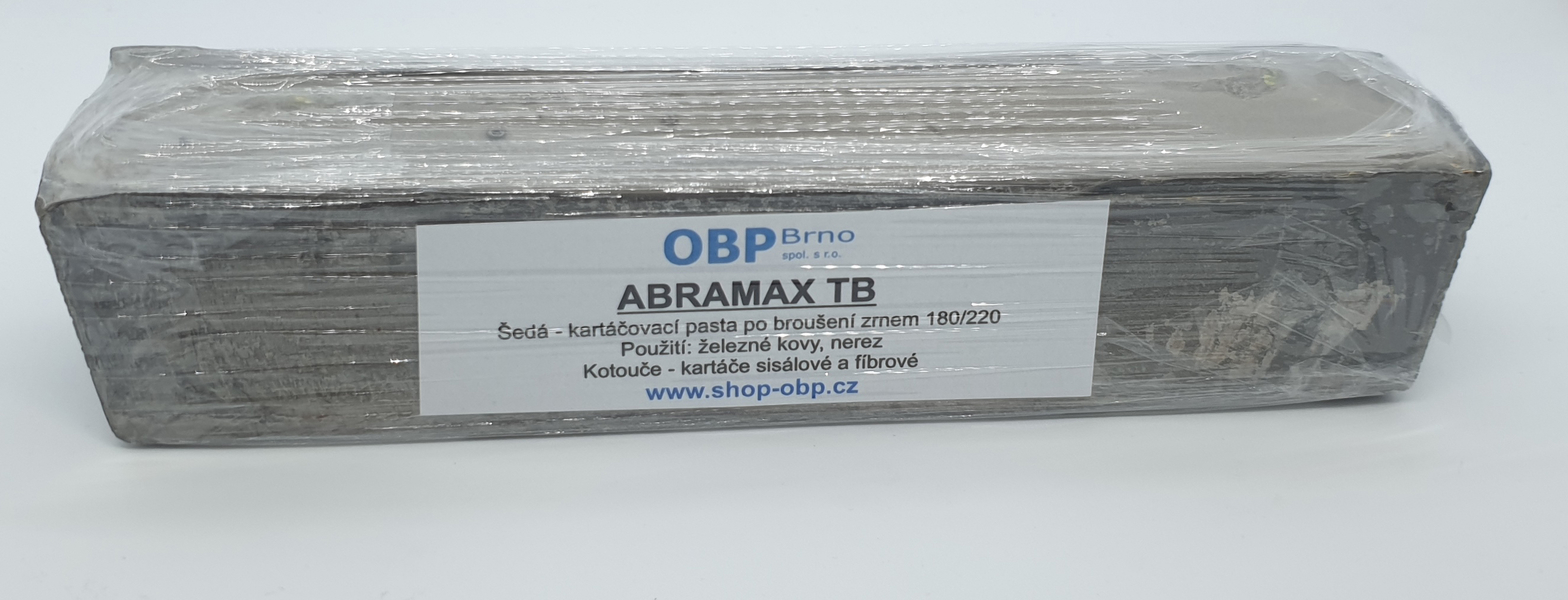 OBP Brno
spol. s r.o.
ABRAMAX TB
Šedá - kartáčovací pasta po broušení zrnem 180/220
Použití: železné kovy, nerez
Kotouče - kartáče sisálové a fíbrové
www.shop-obp.cz